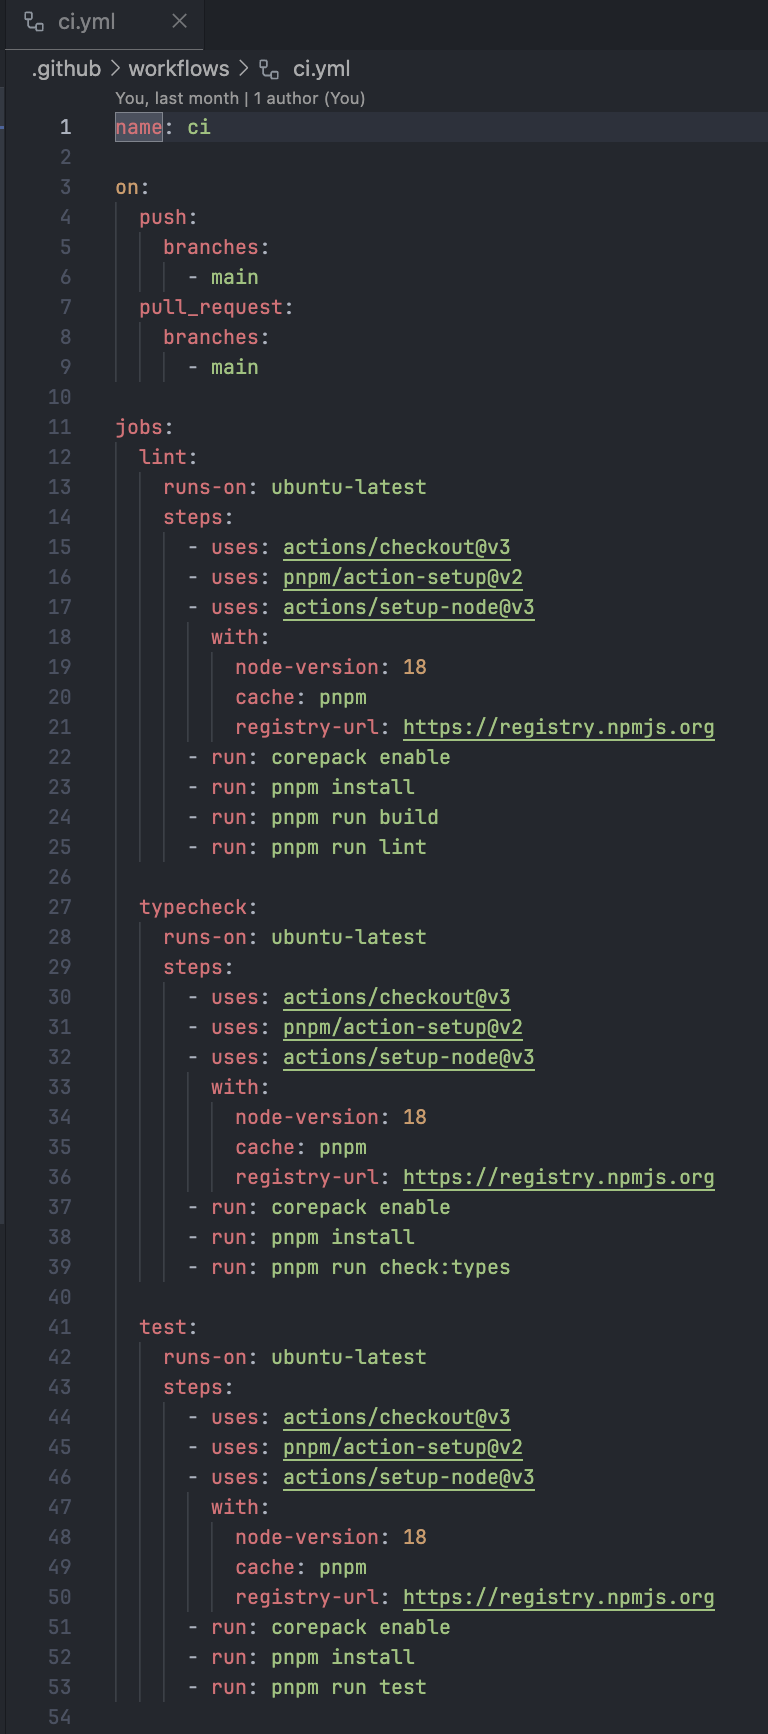 ci.yml
.github > workflows > ci.yml
You, last month | 1 author (You)
1 name: ci
2
3 on:
4   push:
5     branches:
6       - main
7   pull_request:
8     branches:
9       - main
10
11 jobs:
12   lint:
13     runs-on: ubuntu-latest
14     steps:
15       - uses: actions/checkout@v3
16       - uses: pnpm/action-setup@v2
17       - uses: actions/setup-node@v3
18         with:
19           node-version: 18
20           cache: pnpm
21           registry-url: https://registry.npmjs.org
22       - run: corepack enable
23       - run: pnpm install
24       - run: pnpm run build
25       - run: pnpm run lint
26
27   typecheck:
28     runs-on: ubuntu-latest
29     steps:
30       - uses: actions/checkout@v3
31       - uses: pnpm/action-setup@v2
32       - uses: actions/setup-node@v3
33         with:
34           node-version: 18
35           cache: pnpm
36           registry-url: https://registry.npmjs.org
37       - run: corepack enable
38       - run: pnpm install
39       - run: pnpm run check:types
40
41   test:
42     runs-on: ubuntu-latest
43     steps:
44       - uses: actions/checkout@v3
45       - uses: pnpm/action-setup@v2
46       - uses: actions/setup-node@v3
47         with:
48           node-version: 18
49           cache: pnpm
50           registry-url: https://registry.npmjs.org
51       - run: corepack enable
52       - run: pnpm install
53       - run: pnpm run test
54